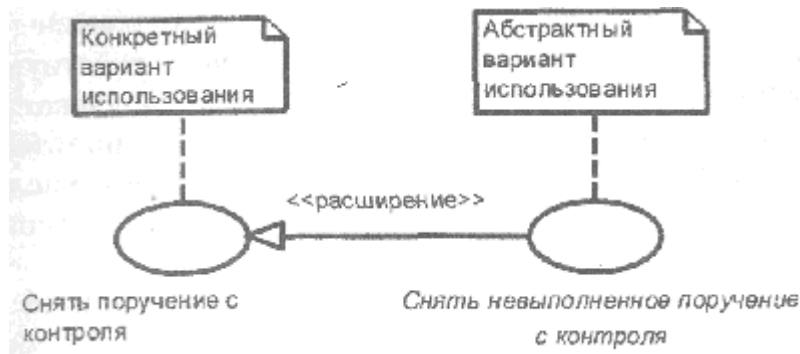 Конкретный
вариант
использования
Абстрактный
вариант
использования
<<расширение>>
Снять поручение с
контроля
Снять невыполненное поручение
с контроля